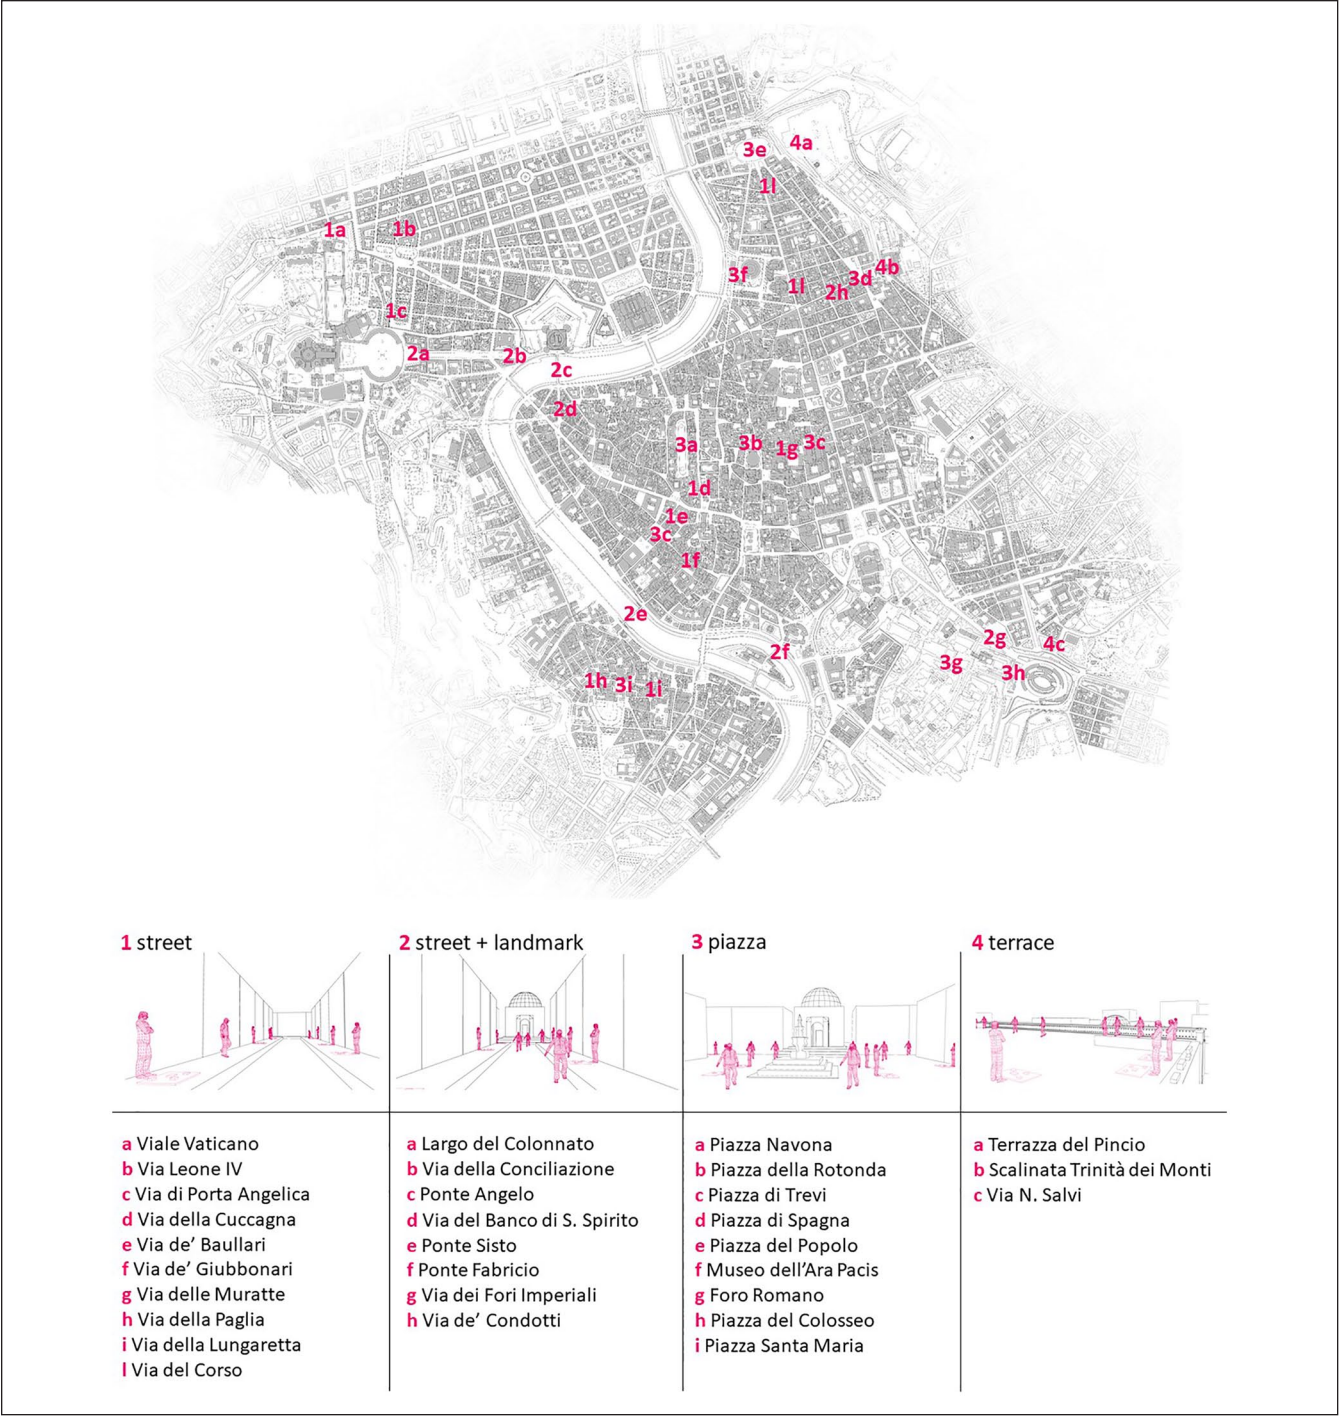 3e
4a
1l
1a
1b
3f
4b
3d
1l
2h
1c
2a
2b
2c
2d
3a
3b
1g
3c
1d
1e
3c
1f
2e
2f
2g
4c
3g
3h
1h
3i
1i
1 street
2 street + landmark
3 piazza
4 terrace
a Viale Vaticano
b Via Leone IV
c Via di Porta Angelica
d Via della Cuccagna
e Via de’ Baullari
f Via de’ Giubbonari
g Via delle Muratte
h Via della Paglia
i Via della Lungaretta
l Via del Corso
a Largo del Colonnato
b Via della Conciliazione
c Ponte Angelo
d Via del Banco di S. Spirito
e Ponte Sisto
f Ponte Fabricio
g Via dei Fori Imperiali
h Via de’ Condotti
a Piazza Navona
b Piazza della Rotonda
c Piazza di Trevi
d Piazza di Spagna
e Piazza del Popolo
f Museo dell’Ara Pacis
g Foro Romano
h Piazza del Colosseo
i Piazza Santa Maria
a Terrazza del Pincio
b Scalinata Trinità dei Monti
c Via N. Salvi